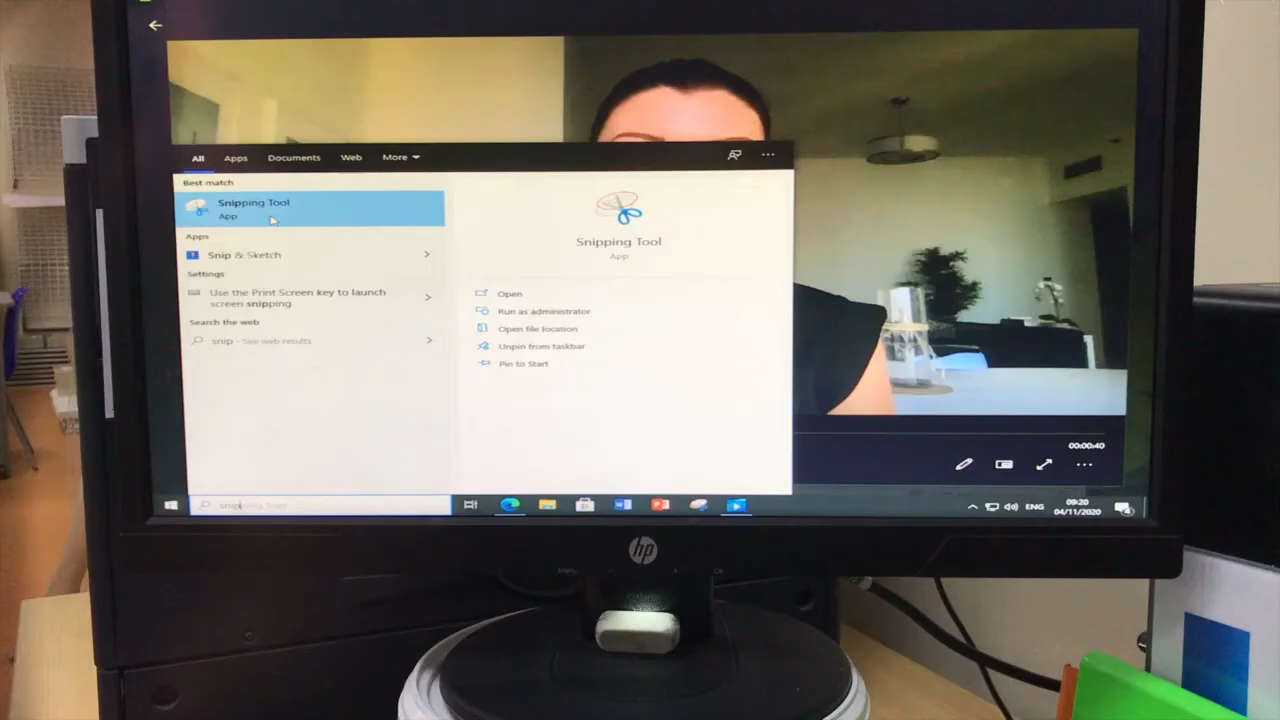 All Apps Documents Web More
Best match
Snipping Tool
App
Apps
Snip & Sketch
Settings
Use the Print Screen key to launch
screen snipping
Search the web
snip - See web results
Snipping Tool
App
Open
Run as administrator
Open file location
Unpin from taskbar
Pin to Start
00:00:40
snipping Tool
ENG
09:20
04/11/2020
hp